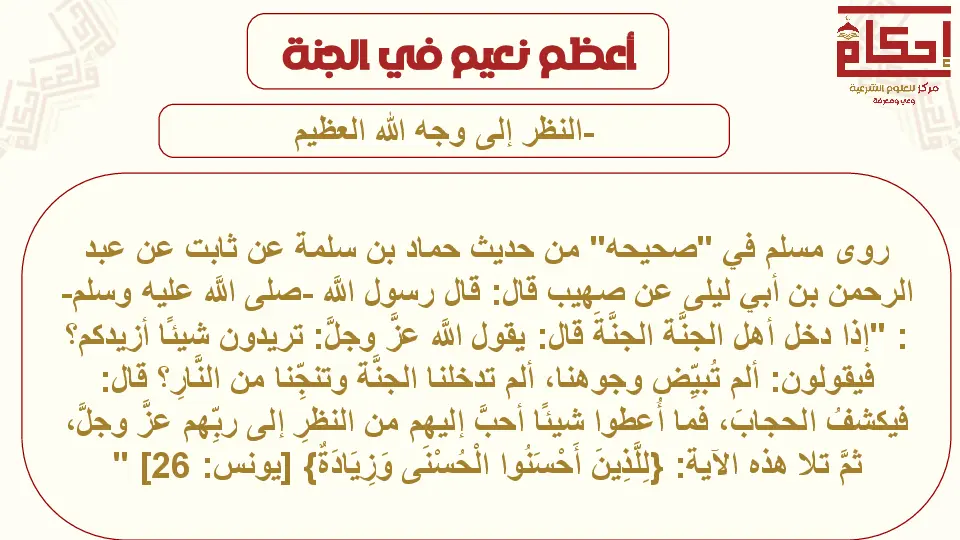 أعظم نعيم في الجنة
إحكام
مركز للعلوم الشرعية
وعي ومعرفة
-النظر إلى وجه الله العظيم
روى مسلم في "صحيحه" من حديث حماد بن سلمة عن ثابت عن عبد
الرحمن بن أبي ليلى عن صهيب قال: قال رسول الله -صلى الله عليه وسلم-
: "إذا دخل أهل الجنَّة الجنَّةَ قال: يقول الله عزَّ وجلَّ: تريدون شيئًا أزيدكم؟
فيقولون: ألم تُبيِّض وجوهنا، ألم تدخلنا الجنَّة وتنجِّنا من النَّارِ؟ قال:
فيكشفُ الحجابَ، فما أُعطوا شيئًا أحبَّ إليهم من النظرِ إلى ربِّهم عزَّ وجلَّ،
ثمَّ تلا هذه الآية: {لِلَّذِينَ أَحْسَنُوا الْحُسْنَى وَزِيَادَةٌ} [يونس: 26] "